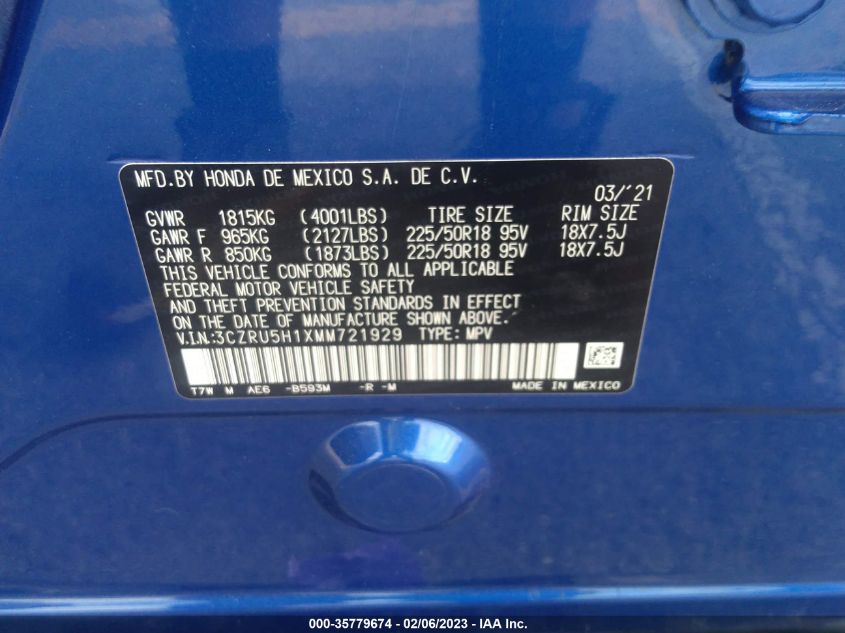 MFD.BY HONDA DE MEXICO S.A. DE C.V.
03/'21
GVWR 1815KG (4001LBS) TIRE SIZE RIM SIZE
GAWR F 965KG (2127LBS) 225/50R18 95V 18X7.5J
GAWR R 850KG (1873LBS) 225/50R18 95V 18X7.5J
THIS VEHICLE CONFORMS TO ALL APPLICABLE
FEDERAL MOTOR VEHICLE SAFETY
AND THEFT PREVENTION STANDARDS IN EFFECT
ON THE DATE OF MANUFACTURE SHOWN ABOVE.
V.I.N.:3CZRU5H1XMM721929 TYPE: MPV
T7W M AE6 -B593M -R -M MADE IN MEXICO
000-35779674 / 02/06/2023 - IAA Inc.